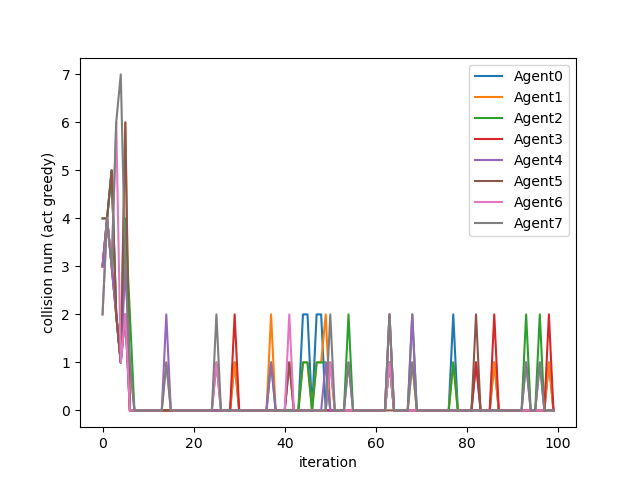 7
6
5
4
3
2
1
0
collision num (act greedy)
0
20
40
60
80
100
iteration
Agent0
Agent1
Agent2
Agent3
Agent4
Agent5
Agent6
Agent7